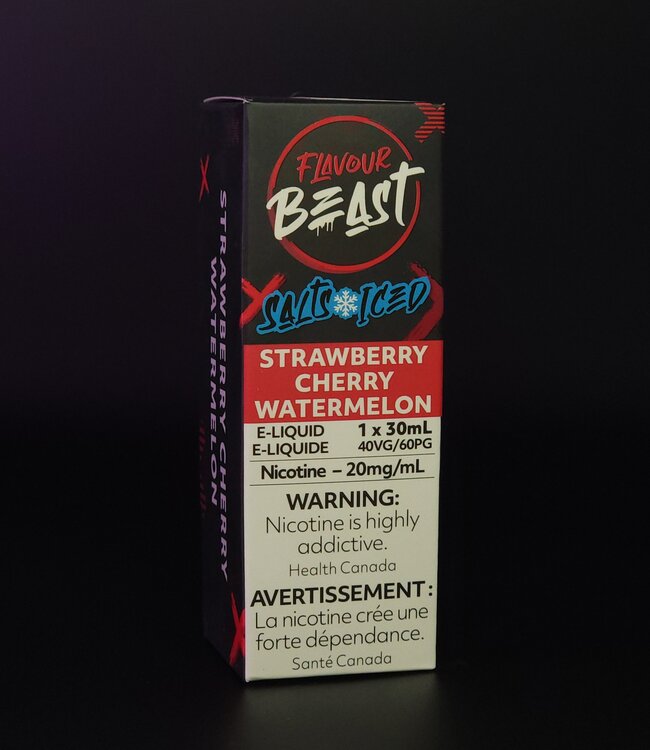 FLAVOUR
BEAST
SALTS ICED
STRAWBERRY
CHERRY
WATERMELON
E-LIQUID 1 x 30mL
E-LIQUIDE 40VG/60PG
Nicotine – 20mg/mL
WARNING:
Nicotine is highly
addictive.
Health Canada
AVERTISSEMENT :
La nicotine crée une
forte dépendance.
Santé Canada
STRAWBERRY CHERRY
WATERMELON